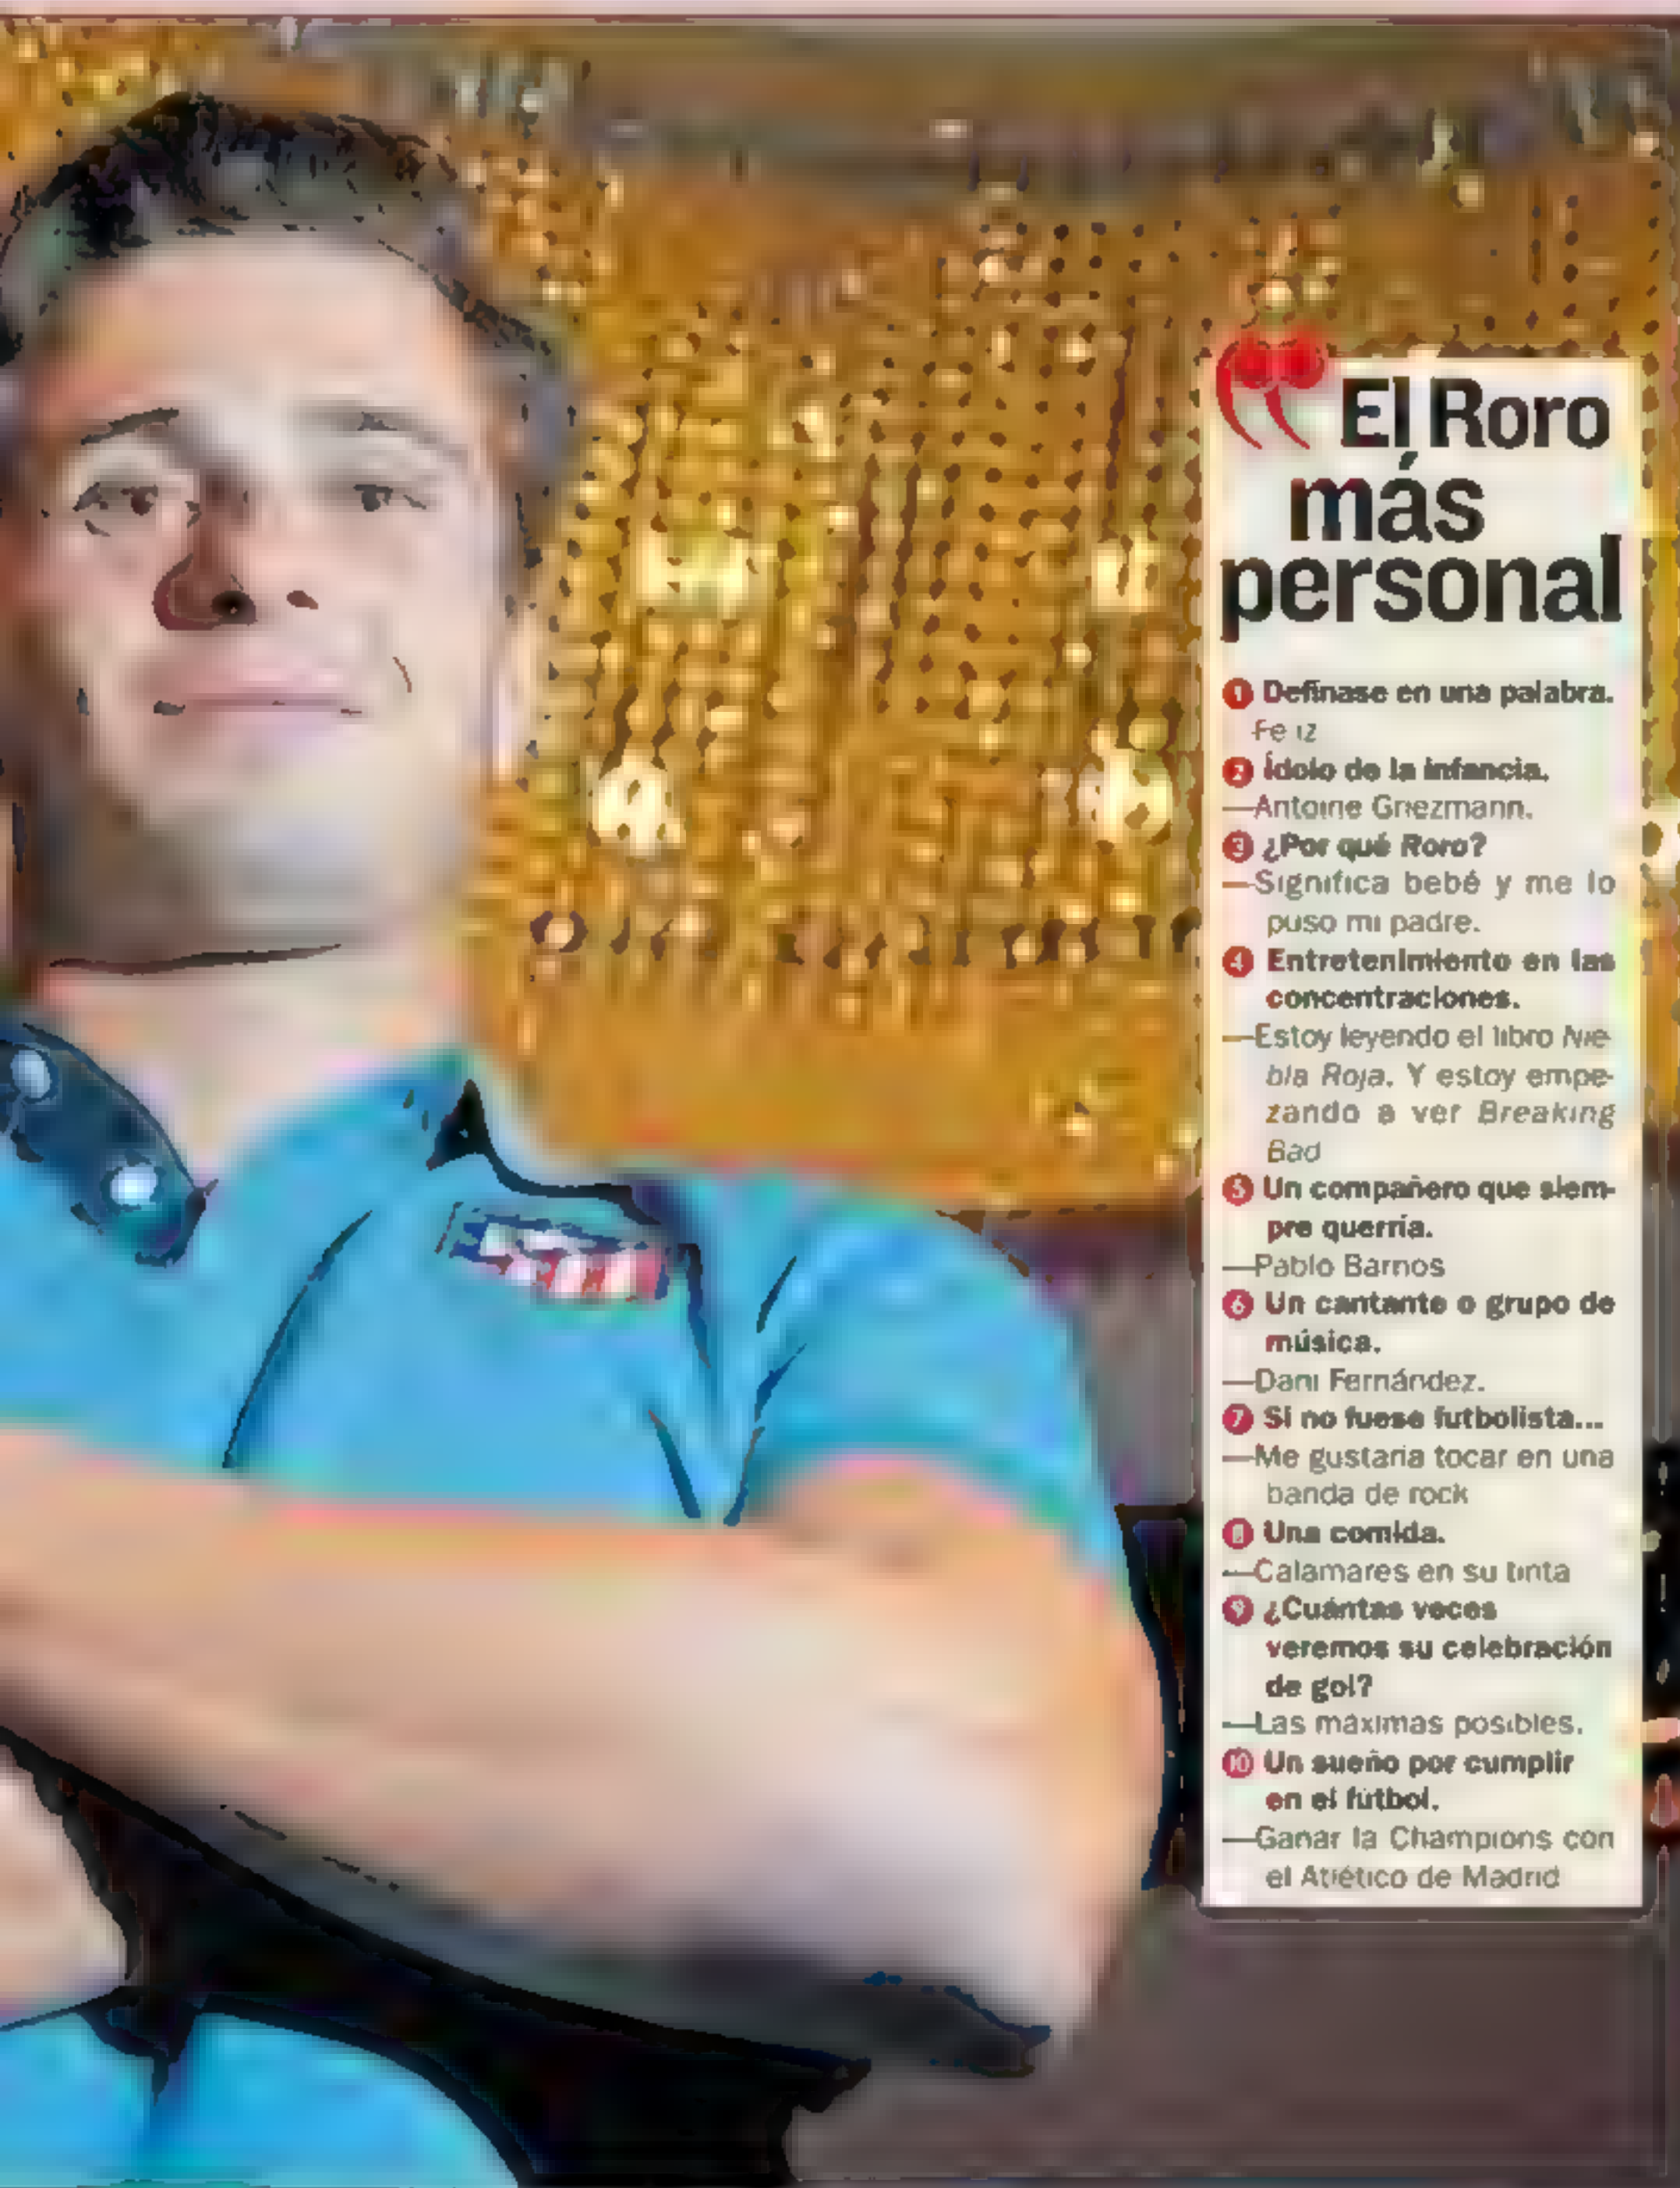 El Roro
más
personal
1 Defínase en una palabra.
Feliz
2 Ídolo de la infancia.
—Antoine Griezmann.
3 ¿Por qué Roro?
—Significa bebé y me lo
puso mi padre.
4 Entretenimiento en las
concentraciones.
—Estoy leyendo el libro Nie-
bla Roja. Y estoy empe-
zando a ver Breaking
Bad
5 Un compañero que siem-
pre querría.
—Pablo Barrios
6 Un cantante o grupo de
música.
—Dani Fernández.
7 Si no fuese futbolista...
—Me gustaría tocar en una
banda de rock
8 Una comida.
—Calamares en su tinta
9 ¿Cuántas veces
veremos su celebración
de gol?
—Las máximas posibles.
10 Un sueño por cumplir
en el fútbol.
—Ganar la Champions con
el Atlético de Madrid